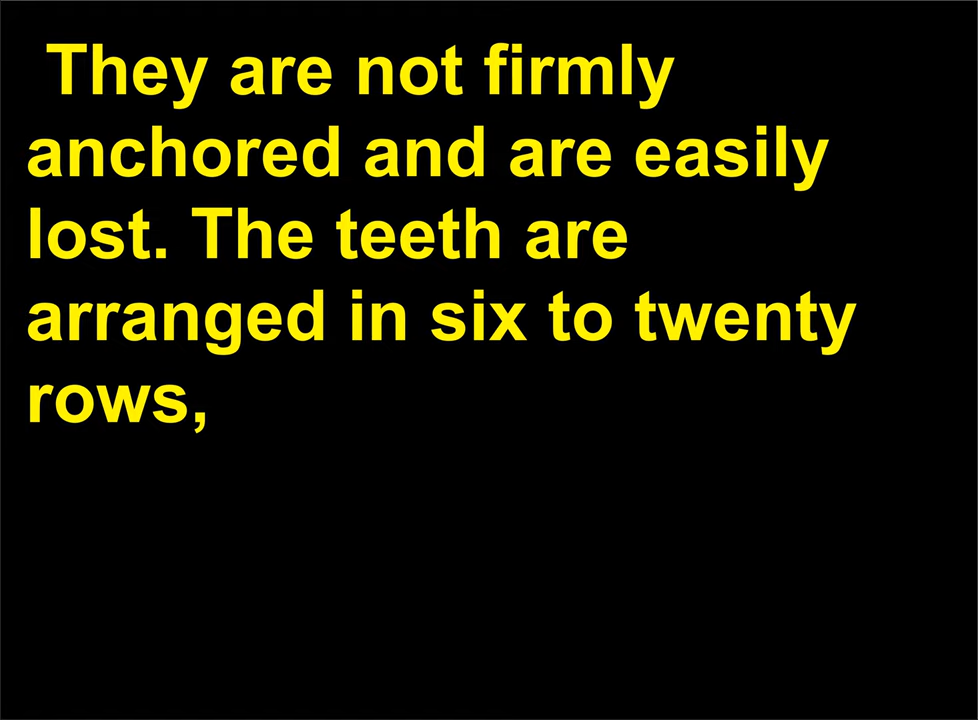 They are not firmly
anchored and are easily
lost. The teeth are
arranged in six to twenty
rows,